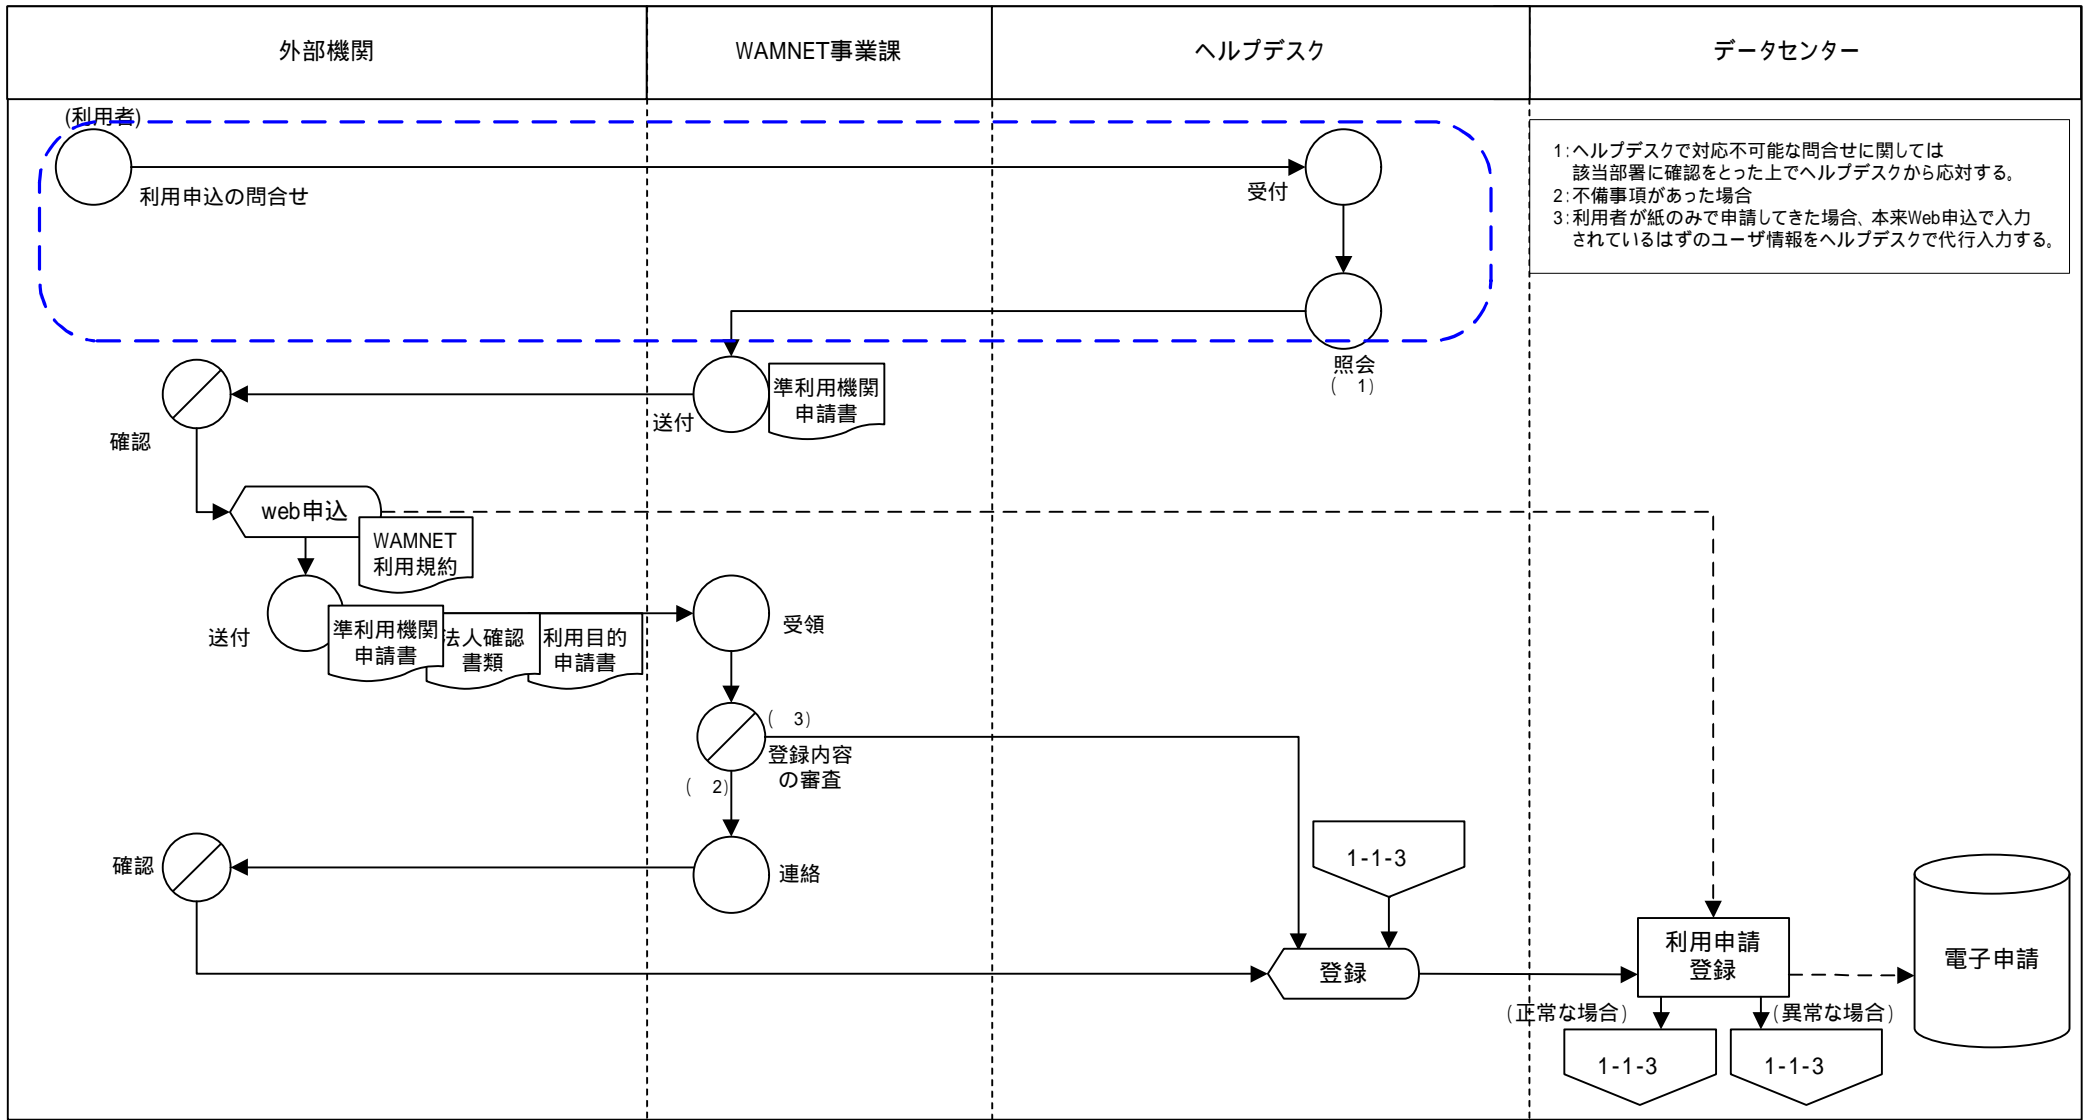 外部機関
WAMNET事業課
ヘルプデスク
データセンター
(利用者)
利用申込の問合せ
受付
1:ヘルプデスクで対応不可能な問合せに関しては
該当部署に確認をとった上でヘルプデスクから応対する。
2:不備事項があった場合
3:利用者が紙のみで申請してきた場合、本来Web申込で入力
されているはずのユーザ情報をヘルプデスクで代行入力する。
照会
( 1)
準利用機関
申請書
送付
確認
web申込
WAMNET
利用規約
送付
準利用機関
申請書
法人確認
書類
利用目的
申請書
受領
( 3)
登録内容
の審査
( 2)
確認
連絡
1-1-3
登録
利用申請
登録
電子申請
(正常な場合)
(異常な場合)
1-1-3
1-1-3